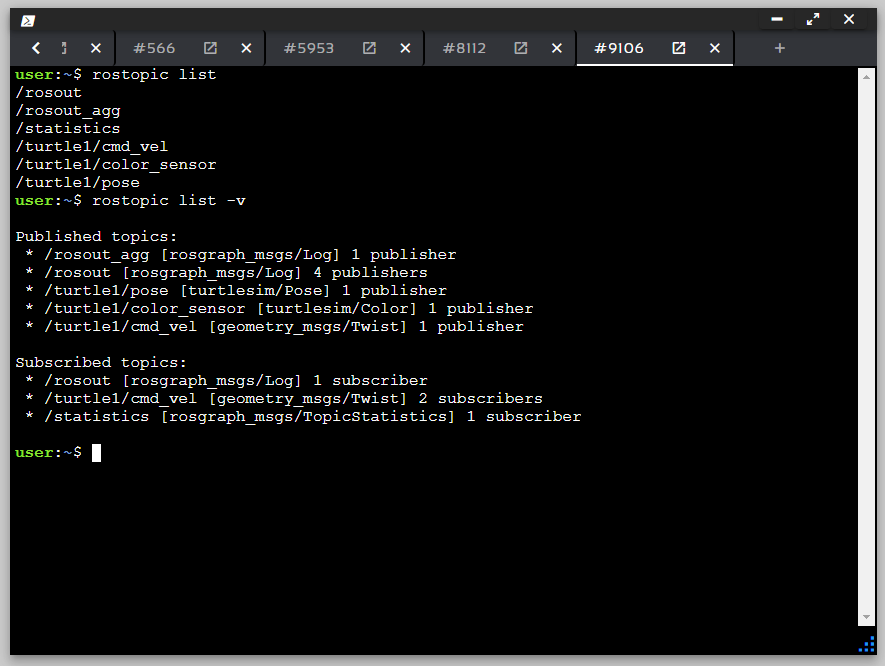 #566
#5953
#8112
#9106
user:~$ rostopic list
/rosout
/rosout_agg
/statistics
/turtle1/cmd_vel
/turtle1/color_sensor
/turtle1/pose
user:~$ rostopic list -v
Published topics:
* /rosout_agg [rosgraph_msgs/Log] 1 publisher
* /rosout [rosgraph_msgs/Log] 4 publishers
* /turtle1/pose [turtlesim/Pose] 1 publisher
* /turtle1/color_sensor [turtlesim/Color] 1 publisher
* /turtle1/cmd_vel [geometry_msgs/Twist] 1 publisher
Subscribed topics:
* /rosout [rosgraph_msgs/Log] 1 subscriber
* /turtle1/cmd_vel [geometry_msgs/Twist] 2 subscribers
* /statistics [rosgraph_msgs/TopicStatistics] 1 subscriber
user:~$